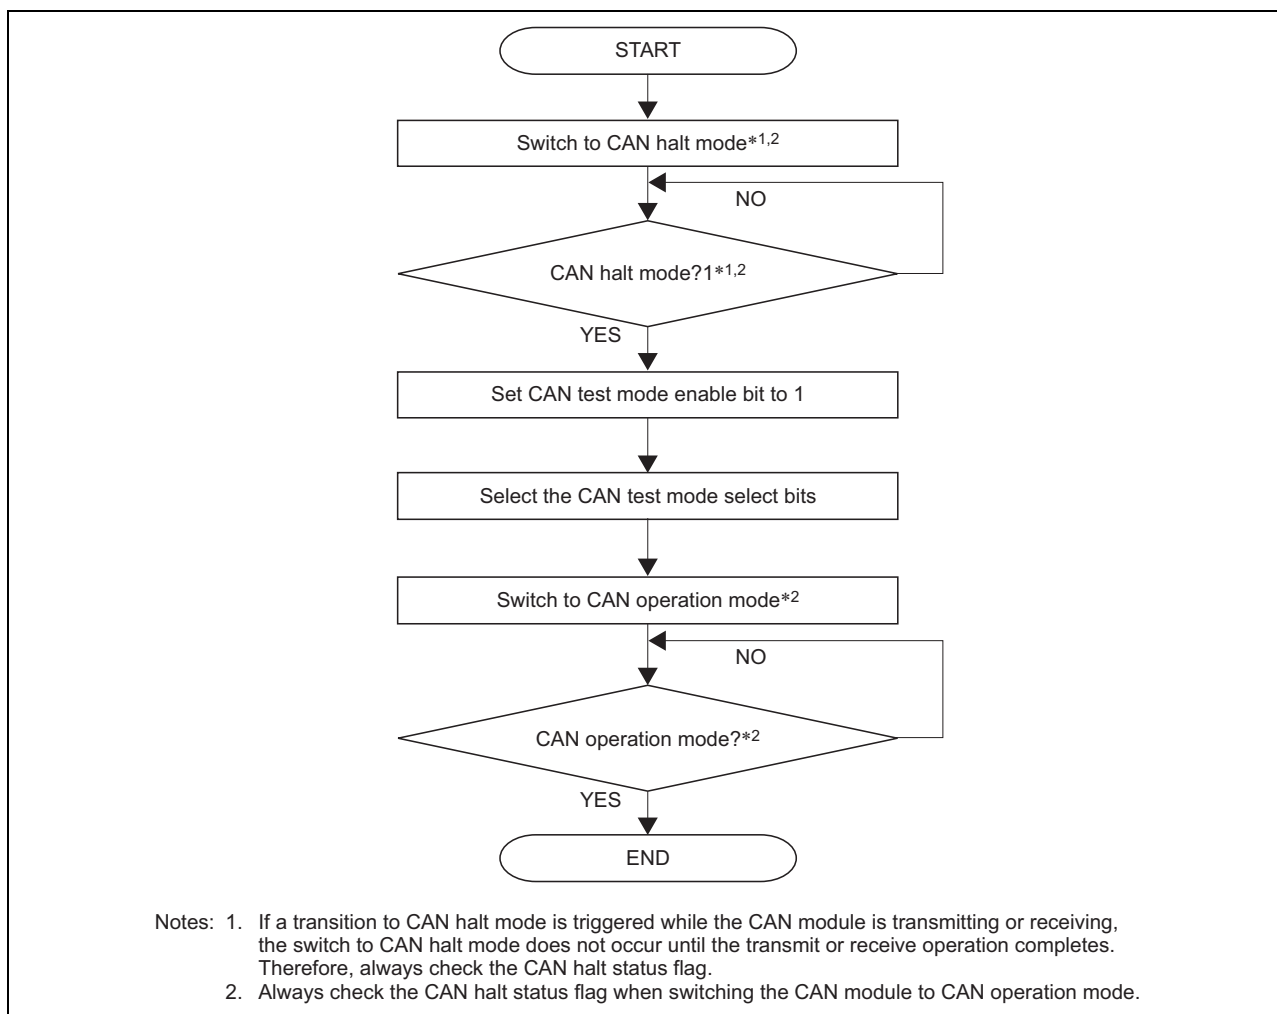 START
Switch to CAN halt mode*1,2
NO
CAN halt mode?1*1,2
YES
Set CAN test mode enable bit to 1
Select the CAN test mode select bits
Switch to CAN operation mode*2
NO
CAN operation mode?*2
YES
END
Notes: 1. If a transition to CAN halt mode is triggered while the CAN module is transmitting or receiving,
the switch to CAN halt mode does not occur until the transmit or receive operation completes.
Therefore, always check the CAN halt status flag.
2. Always check the CAN halt status flag when switching the CAN module to CAN operation mode.